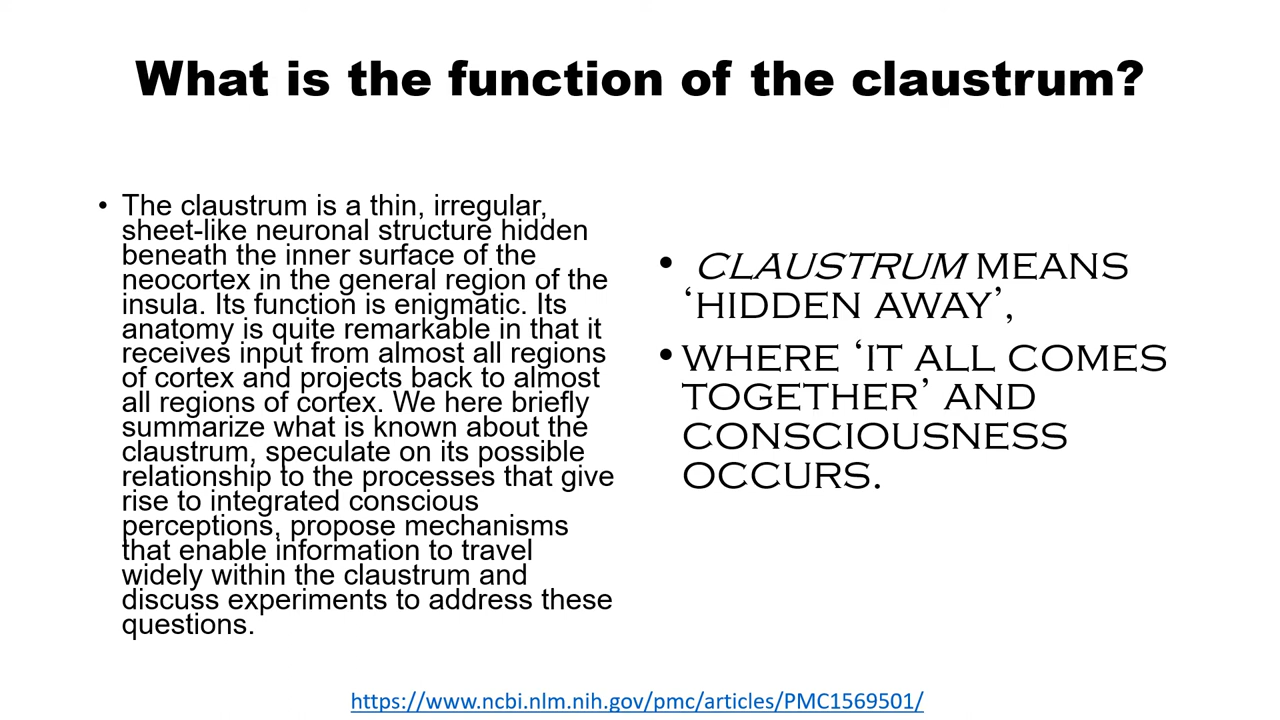 What is the function of the claustrum?
• The claustrum is a thin, irregular,
sheet-like neuronal structure hidden
beneath the inner surface of the
neocortex in the general region of the
insula. Its function is enigmatic. Its
anatomy is quite remarkable in that it
receives input from almost all regions
of cortex and projects back to almost
all regions of cortex. We here briefly
summarize what is known about the
claustrum, speculate on its possible
relationship to the processes that give
rise to integrated conscious
perceptions, propose mechanisms
that enable information to travel
widely within the claustrum and
discuss experiments to address these
questions.
• CLAUSTRUM MEANS
‘HIDDEN AWAY’,
• WHERE ‘IT ALL COMES
TOGETHER’ AND
CONSCIOUSNESS
OCCURS.
https://www.ncbi.nlm.nih.gov/pmc/articles/PMC1569501/